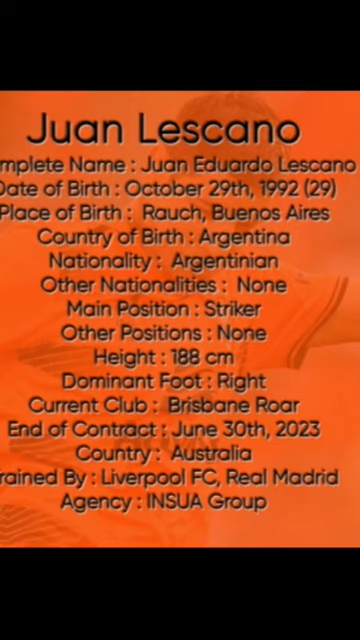 Juan Lescano
mplete Name : Juan Eduardo Lescano
Date of Birth : October 29th, 1992 (29)
Place of Birth : Rauch, Buenos Aires
Country of Birth : Argentina
Nationality : Argentinian
Other Nationalities : None
Main Position : Striker
Other Positions : None
Height : 188 cm
Dominant Foot : Right
Current Club : Brisbane Roar
End of Contract : June 30th, 2023
Country : Australia
rained By : Liverpool FC, Real Madrid
Agency : INSUA Group